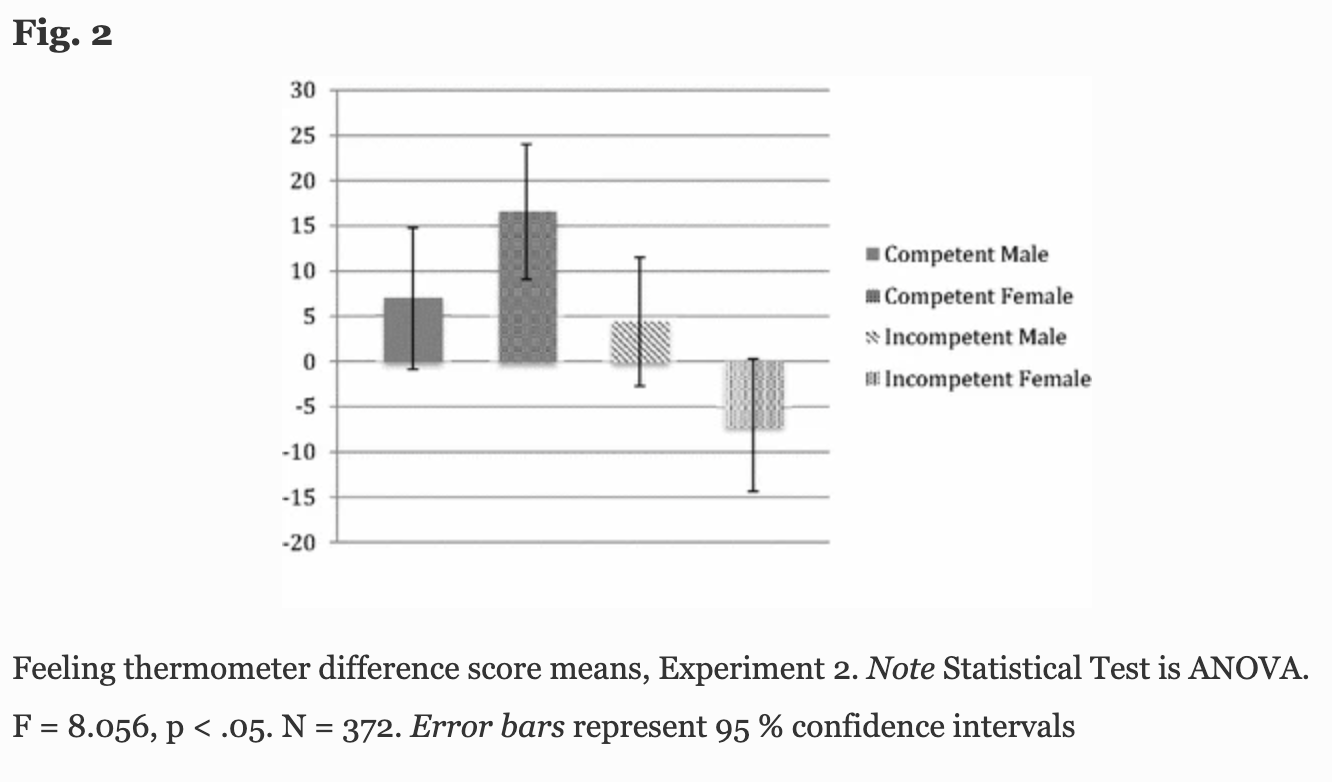 Fig. 2
30
25
20
15
10
5
0
-5
-10
-15
-20
Competent Male
Competent Female
Incompetent Male
Incompetent Female
Feeling thermometer difference score means, Experiment 2. Note Statistical Test is ANOVA.
F = 8.056, p < .05. N = 372. Error bars represent 95 % confidence intervals